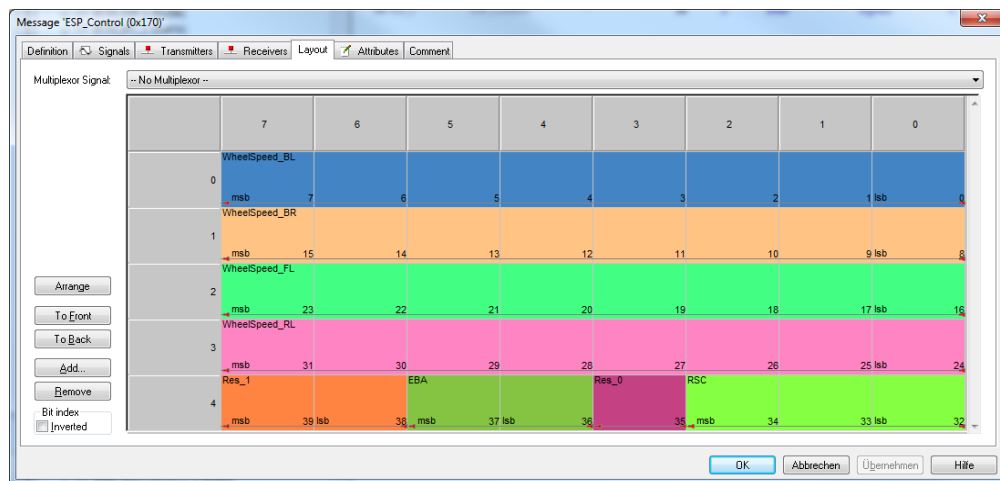 Message 'ESP_Control (0x170)'
Definition Signals Transmitters Receivers Layout Attributes Comment
Multiplexor Signal: -- No Multiplexor --
7 6 5 4 3 2 1 0
WheelSpeed_BL
0
msb 7 6 5 4 3 2 1 lsb 0
WheelSpeed_BR
1
msb 15 14 13 12 11 10 9 lsb 8
WheelSpeed_FL
2
msb 23 22 21 20 19 18 17 lsb 16
WheelSpeed_RL
3
msb 31 30 29 28 27 26 25 lsb 24
Res_1 EBA Res_0 RSC
4
msb 39 lsb 38 msb 37 lsb 36 35 msb 34 33 lsb 32
Arrange
To Front
To Back
Add...
Remove
Bit index
Inverted
OK Abbrechen Übernehmen Hilfe